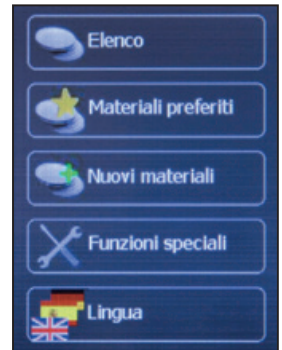 Elenco
Materiali preferiti
Nuovi materiali
Funzioni speciali
Lingua